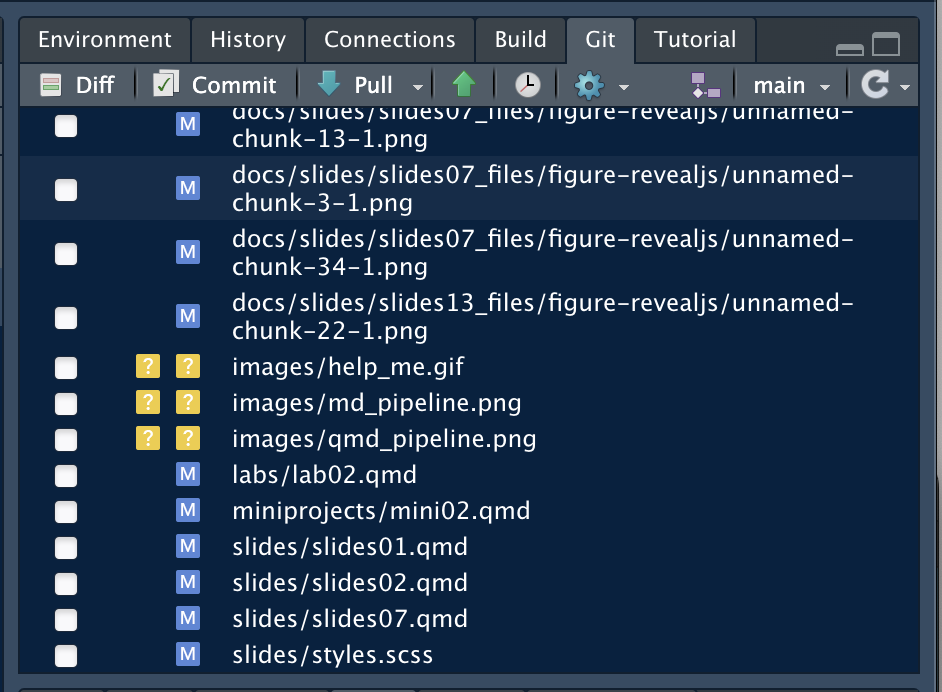 Environment History Connections Build Git Tutorial
Diff Commit Pull main
M docs/slides/slides07_files/figure-revealjs/unnamed-
chunk-13-1.png
M docs/slides/slides07_files/figure-revealjs/unnamed-
chunk-3-1.png
M docs/slides/slides07_files/figure-revealjs/unnamed-
chunk-34-1.png
M docs/slides/slides13_files/figure-revealjs/unnamed-
chunk-22-1.png
? ? images/help_me.gif
? ? images/md_pipeline.png
? ? images/qmd_pipeline.png
M labs/lab02.qmd
M miniprojects/mini02.qmd
M slides/slides01.qmd
M slides/slides02.qmd
M slides/slides07.qmd
M slides/styles.scss